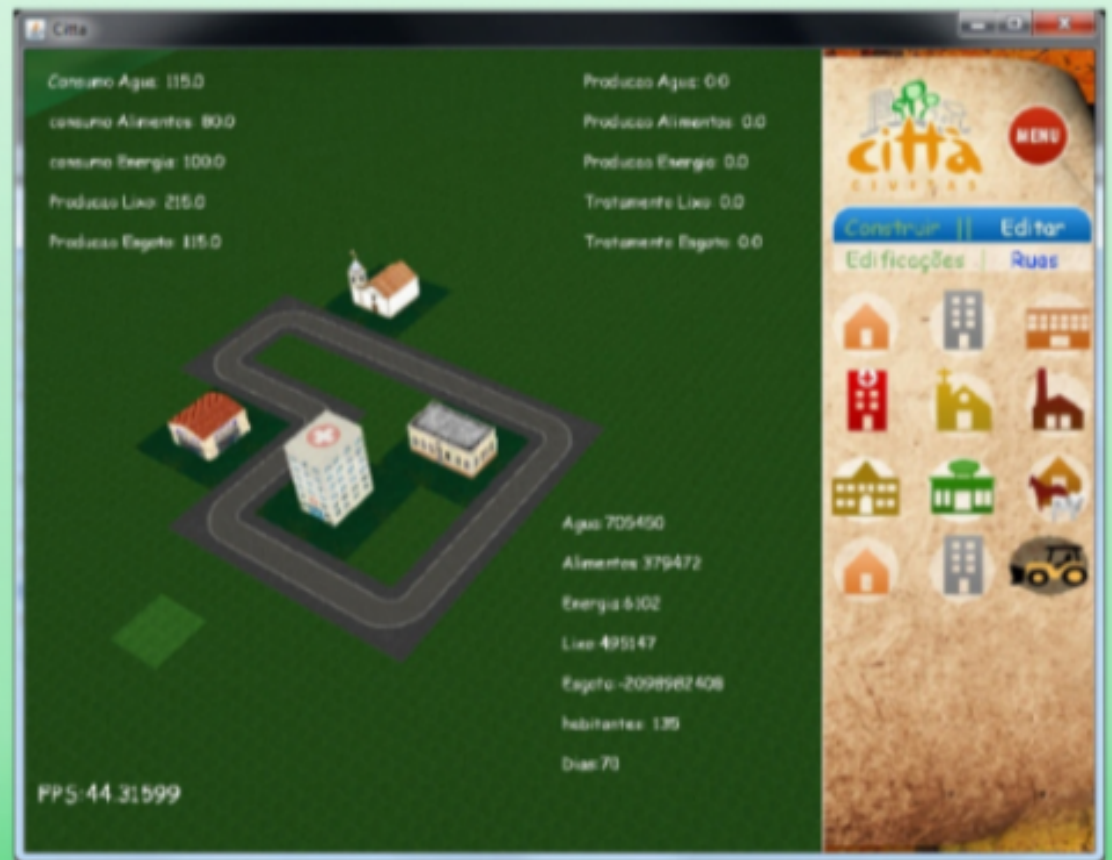 Citta
Consumo Agua: 115.0
consumo Alimentos: 80.0
consumo Energia: 100.0
Producao Lixo: 215.0
Producao Esgoto: 115.0
Producao Agua: 0.0
Producao Alimentos: 0.0
Producao Energia: 0.0
Tratamento Lixo: 0.0
Tratamento Esgoto: 0.0
città
MENU
Construir || Editar
Edificações | Ruas
Agua:705450
Alimentos:379472
Energia:6102
Lixo:495147
Esgoto:-2098982408
habitantes: 135
Dias:70
FPS:44.31599